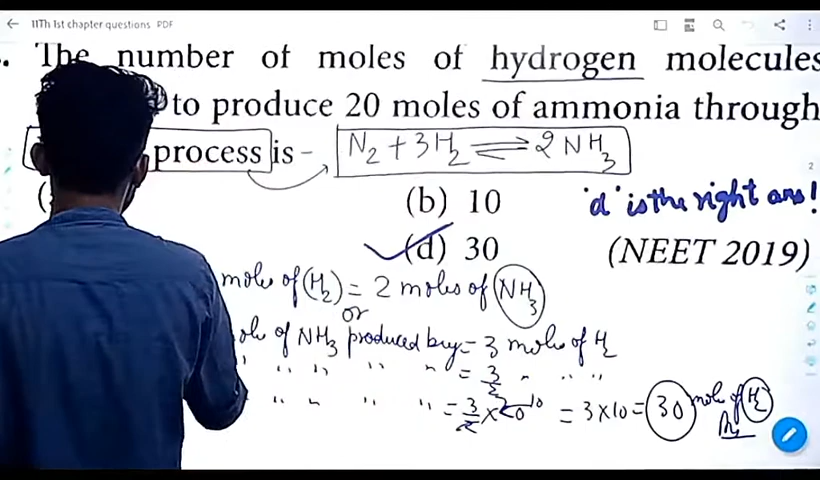 11Th 1st chapter questions PDF
. The number of moles of hydrogen molecules
to produce 20 moles of ammonia through
process is - N₂ + 3H₂ ⇌ 2NH₃
(b) 10 'd' is the right ans!
(d) 30 (NEET 2019)
moles of (H₂) = 2 moles of NH₃
or
mole of NH₃ produced by = 3 mole of H₂
" " " " " = 3/2 " " "
" " " " = 3/2 × 20 10 = 3×10 = 30 mole of H₂